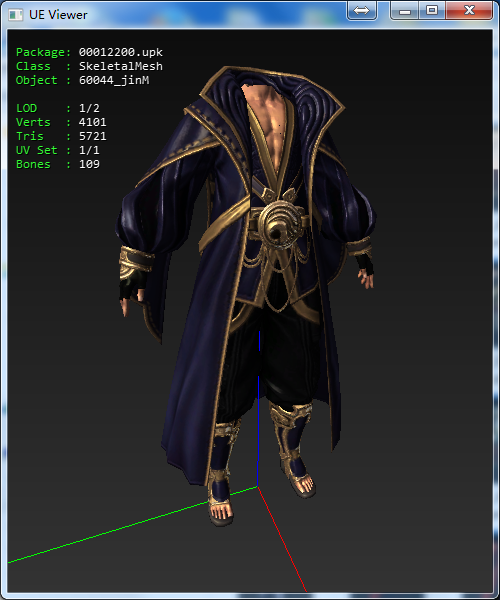 UE Viewer
Package: 00012200.upk
Class : SkeletalMesh
Object : 60044_jinM
LOD : 1/2
Verts : 4101
Tris : 5721
UV Set : 1/1
Bones : 109